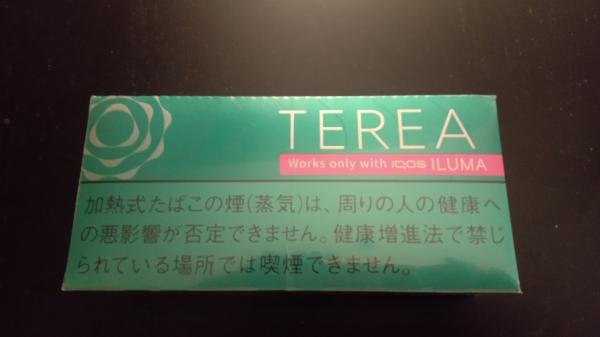 TEREA
Works only with IQOS ILUMA
加熱式たばこの煙(蒸気)は、周りの人の健康へ
の悪影響が否定できません。健康増進法で禁じ
られている場所では喫煙できません。